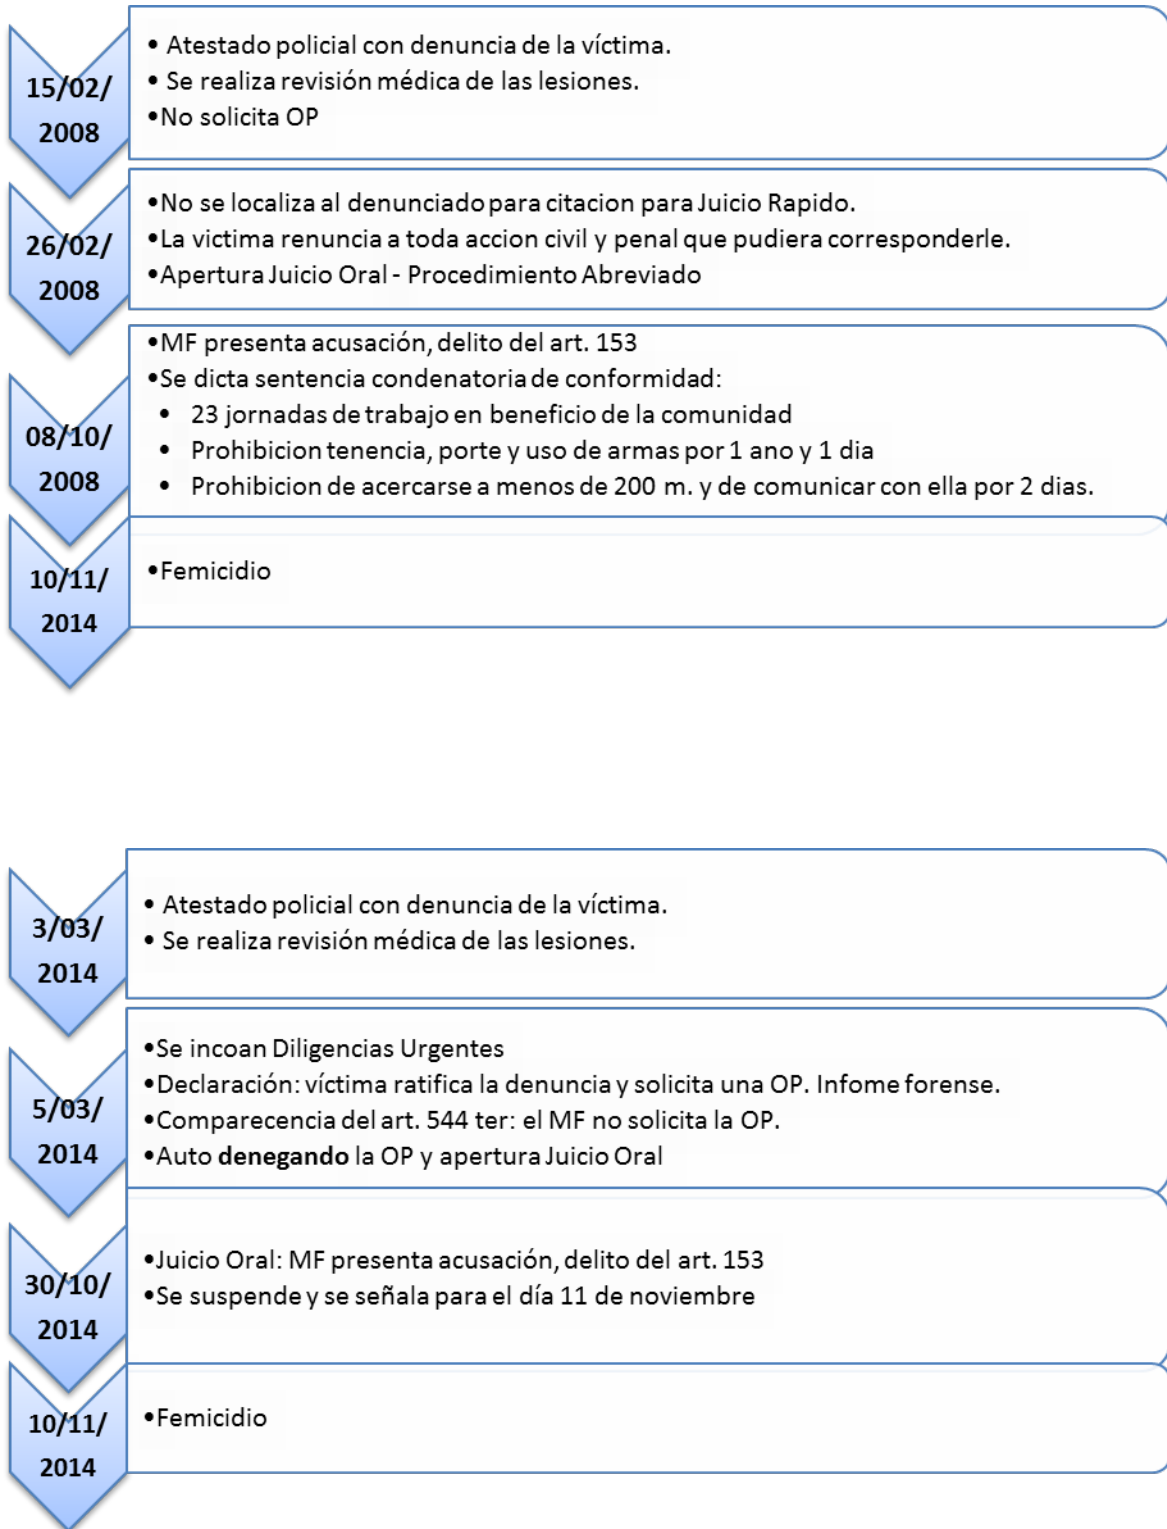 15/02/
2008
• Atestado policial con denuncia de la víctima.
• Se realiza revisión médica de las lesiones.
•No solicita OP
26/02/
2008
•No se localiza al denunciado para citacion para Juicio Rapido.
•La victima renuncia a toda accion civil y penal que pudiera corresponderle.
•Apertura Juicio Oral - Procedimiento Abreviado
08/10/
2008
•MF presenta acusación, delito del art. 153
•Se dicta sentencia condenatoria de conformidad:
• 23 jornadas de trabajo en beneficio de la comunidad
• Prohibicion tenencia, porte y uso de armas por 1 ano y 1 dia
• Prohibicion de acercarse a menos de 200 m. y de comunicar con ella por 2 dias.
10/11/
2014
•Femicidio
3/03/
2014
• Atestado policial con denuncia de la víctima.
• Se realiza revisión médica de las lesiones.
5/03/
2014
•Se incoan Diligencias Urgentes
•Declaración: víctima ratifica la denuncia y solicita una OP. Infome forense.
•Comparecencia del art. 544 ter: el MF no solicita la OP.
•Auto denegando la OP y apertura Juicio Oral
30/10/
2014
•Juicio Oral: MF presenta acusación, delito del art. 153
•Se suspende y se señala para el día 11 de noviembre
10/11/
2014
•Femicidio